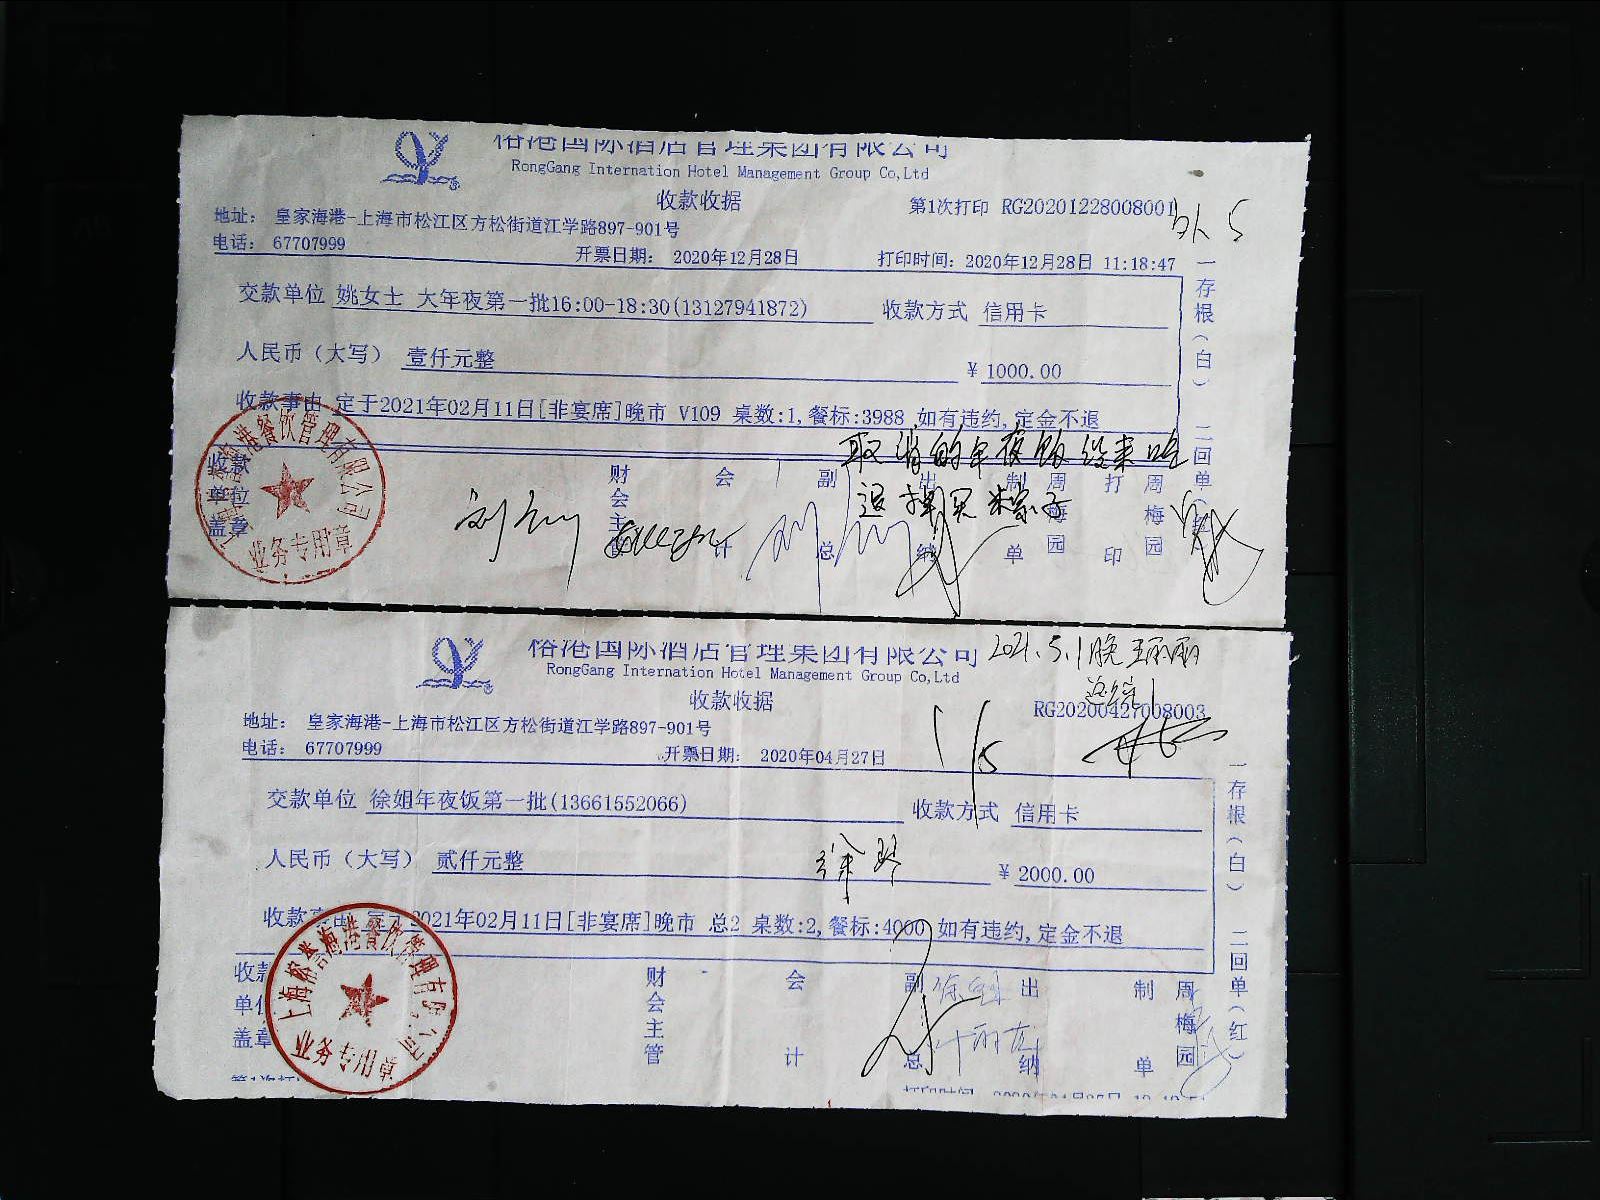 榕港国际酒店管理集团有限公司
RongGang International Hotel Management Group Co,Ltd
收款收据
第1次打印 RG20201228008001
地址： 皇家海港-上海市松江区方松街道江学路897-901号
电话： 67707999
开票日期： 2020年12月28日
打印时间：2020年12月28日 11:18:47
交款单位 姚女士 大年夜第一批16:00-18:30(13127941872) 收款方式 信用卡
人民币（大写） 壹仟元整 ￥ 1000.00
收款事由 定于2021年02月11日[非宴席]晚市 V109 桌数:1,餐标:3988 如有违约,定金不退
取消的年夜饭没来吃
收款单位盖章
财会主管
会计
副总
出纳
制单
周梅园
打印
周梅园
一存根（白） 二回单（红）
业务专用章
榕港国际酒店管理集团有限公司
RongGang International Hotel Management Group Co,Ltd
2021.5.1晚
收款收据
RG20200427008003
地址： 皇家海港-上海市松江区方松街道江学路897-901号
电话： 67707999
开票日期： 2020年04月27日
1/5
交款单位 徐姐年夜饭第一批(13661552066) 收款方式 信用卡
人民币（大写） 贰仟元整 ￥ 2000.00
徐琴
收款事由 定于2021年02月11日[非宴席]晚市 总2 桌数:2,餐标:4000 如有违约,定金不退
收款单位盖章
财会主管
会计
副总
出纳
制单
周梅园
一存根（白） 二回单（红）
业务专用章